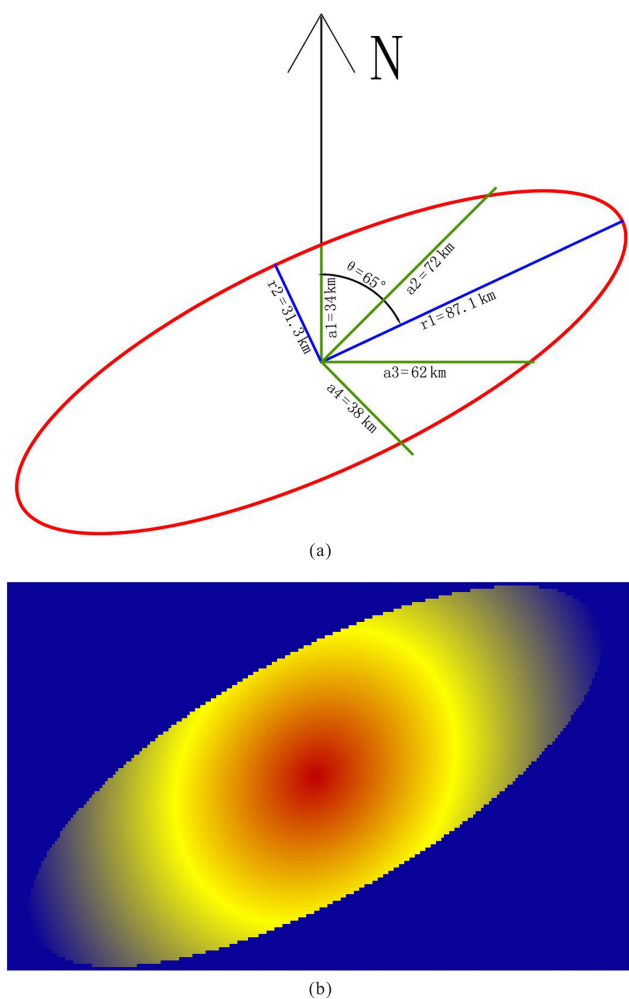 N
θ=65°
a2=72 km
r2=31.3 km
a1=34 km
r1=87.1 km
a3=62 km
a4=38 km
(a)
(b)